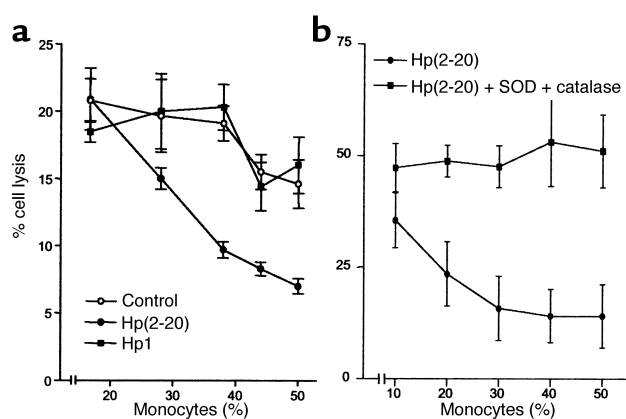 a
25
20
15
10
5
0
% cell lysis
Control
Hp(2-20)
Hp1
20 30 40 50
Monocytes (%)
b
75
50
25
0
Hp(2-20)
Hp(2-20) + SOD + catalase
10 20 30 40 50
Monocytes (%)